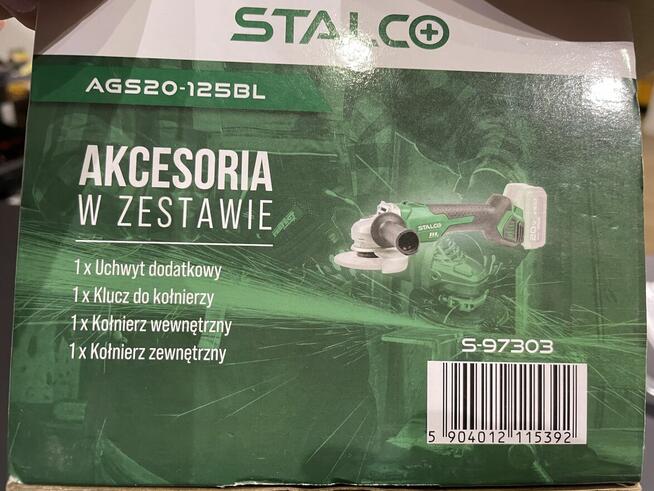 STALCO
AGS20-125BL
AKCESORIA
W ZESTAWIE
1 x Uchwyt dodatkowy
1 x Klucz do kołnierzy
1 x Kołnierz wewnętrzny
1 x Kołnierz zewnętrzny
STALCO
S-97303
5 904012 115392